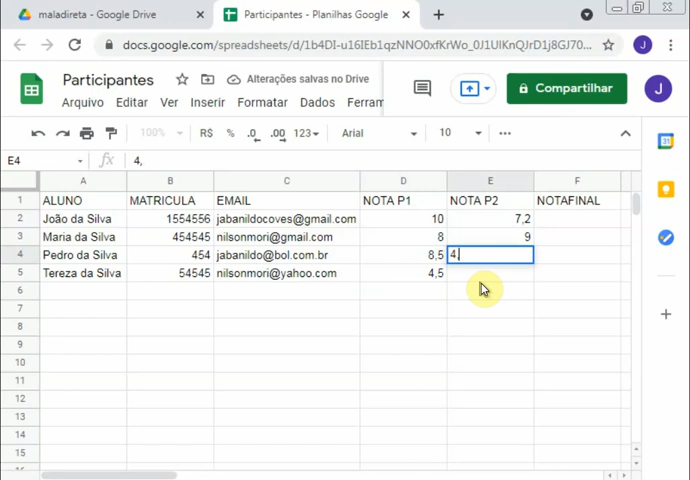 maladireta - Google Drive
Participantes - Planilhas Google
docs.google.com/spreadsheets/d/1b4DI-u16IEb1qzNNO0xfKrWo_0J1UIKnQJrD1j8GJ70...
J
Participantes
Alterações salvas no Drive
Arquivo Editar Ver Inserir Formatar Dados Ferram
Compartilhar
J
100% R$ % .0 .00 123 Arial 10
E4 fx 4,
A B C D E F
1 ALUNO MATRICULA EMAIL NOTA P1 NOTA P2 NOTAFINAL
2 João da Silva 1554556 jabanildocoves@gmail.com 10 7,2
3 Maria da Silva 454545 nilsonmori@gmail.com 8 9
4 Pedro da Silva 454 jabanildo@bol.com.br 8,5 4,
5 Tereza da Silva 54545 nilsonmori@yahoo.com 4,5
6
7
8
9
10
11
12
13
14
15